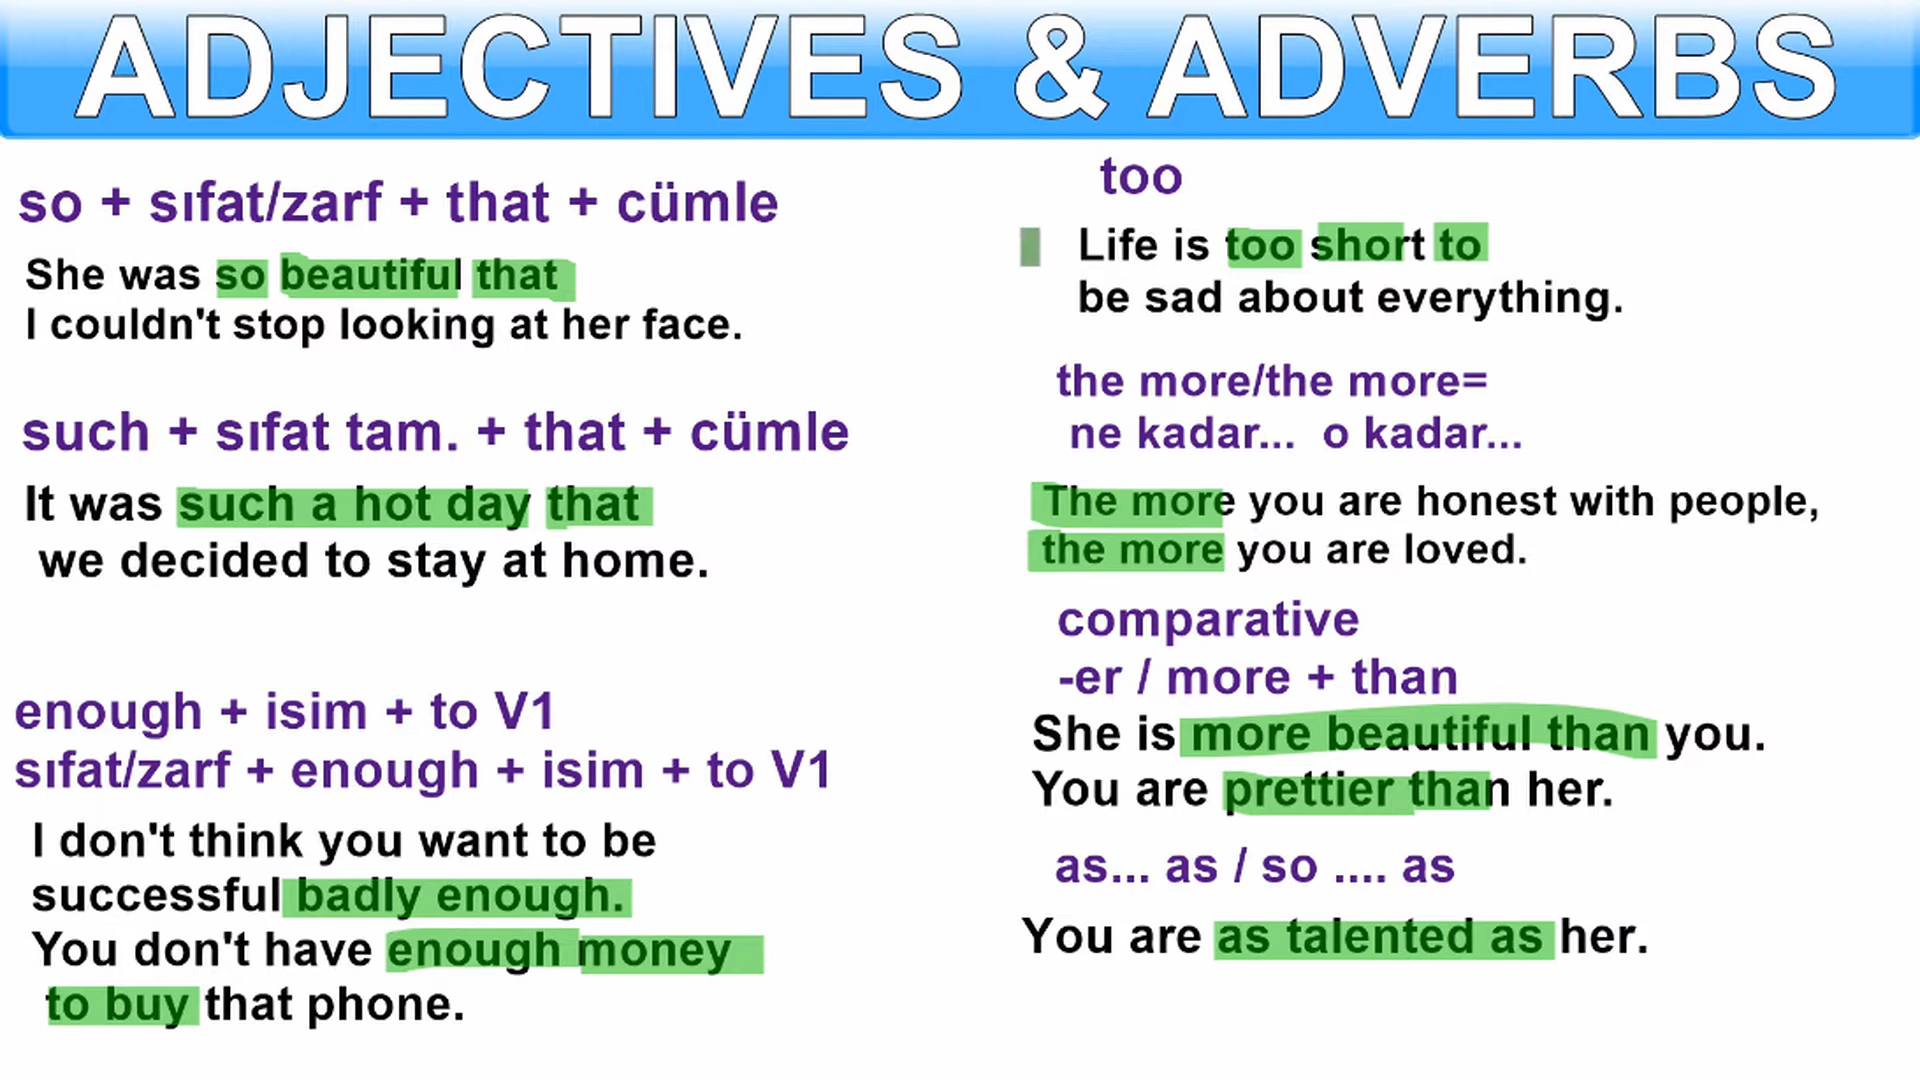 ADJECTIVES & ADVERBS
so + sıfat/zarf + that + cümle
She was so beautiful that
I couldn't stop looking at her face.
such + sıfat tam. + that + cümle
It was such a hot day that
we decided to stay at home.
enough + isim + to V1
sıfat/zarf + enough + isim + to V1
I don't think you want to be
successful badly enough.
You don't have enough money
to buy that phone.
too
Life is too short to
be sad about everything.
the more/the more=
ne kadar... o kadar...
The more you are honest with people,
the more you are loved.
comparative
-er / more + than
She is more beautiful than you.
You are prettier than her.
as... as / so .... as
You are as talented as her.